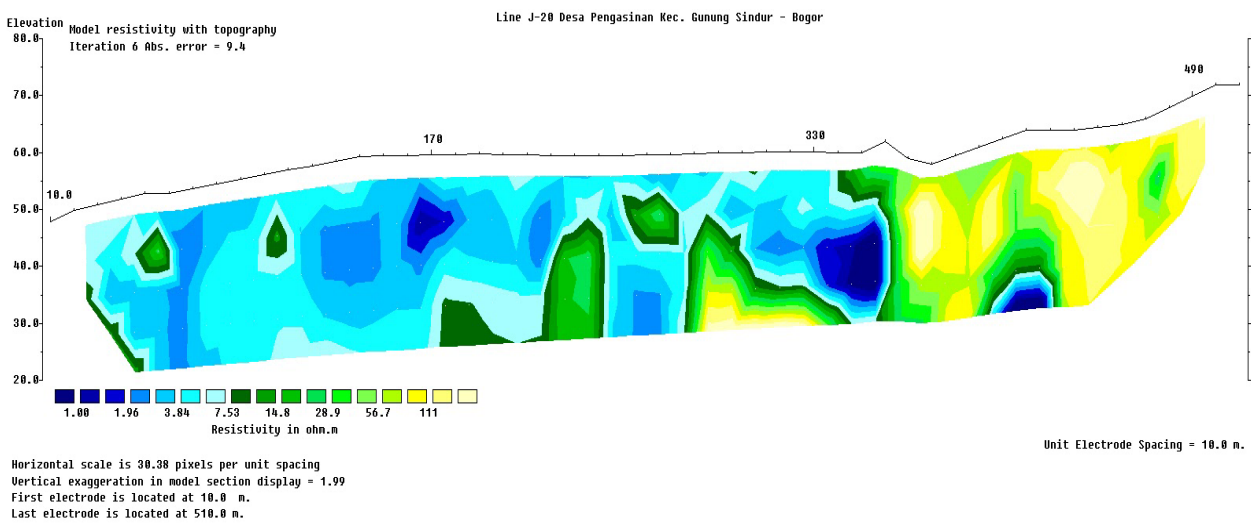 Line J-20 Desa Pengasinan Kec. Gunung Sindur - Bogor
Elevation
Model resistivity with topography
Iteration 6 Abs. error = 9.4
80.0
70.0
60.0
50.0
40.0
30.0
20.0
10.0
170
330
490
1.00 1.96 3.84 7.53 14.8 28.9 56.7 111
Resistivity in ohm.m
Unit Electrode Spacing = 10.0 m.
Horizontal scale is 30.38 pixels per unit spacing
Vertical exaggeration in model section display = 1.99
First electrode is located at 10.0 m.
Last electrode is located at 510.0 m.